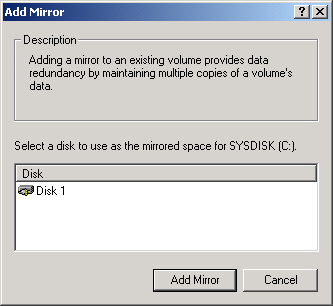 Add Mirror
Description
Adding a mirror to an existing volume provides data
redundancy by maintaining multiple copies of a volume's
data.
Select a disk to use as the mirrored space for SYSDISK (C:).
Disk
Disk 1
Add Mirror
Cancel